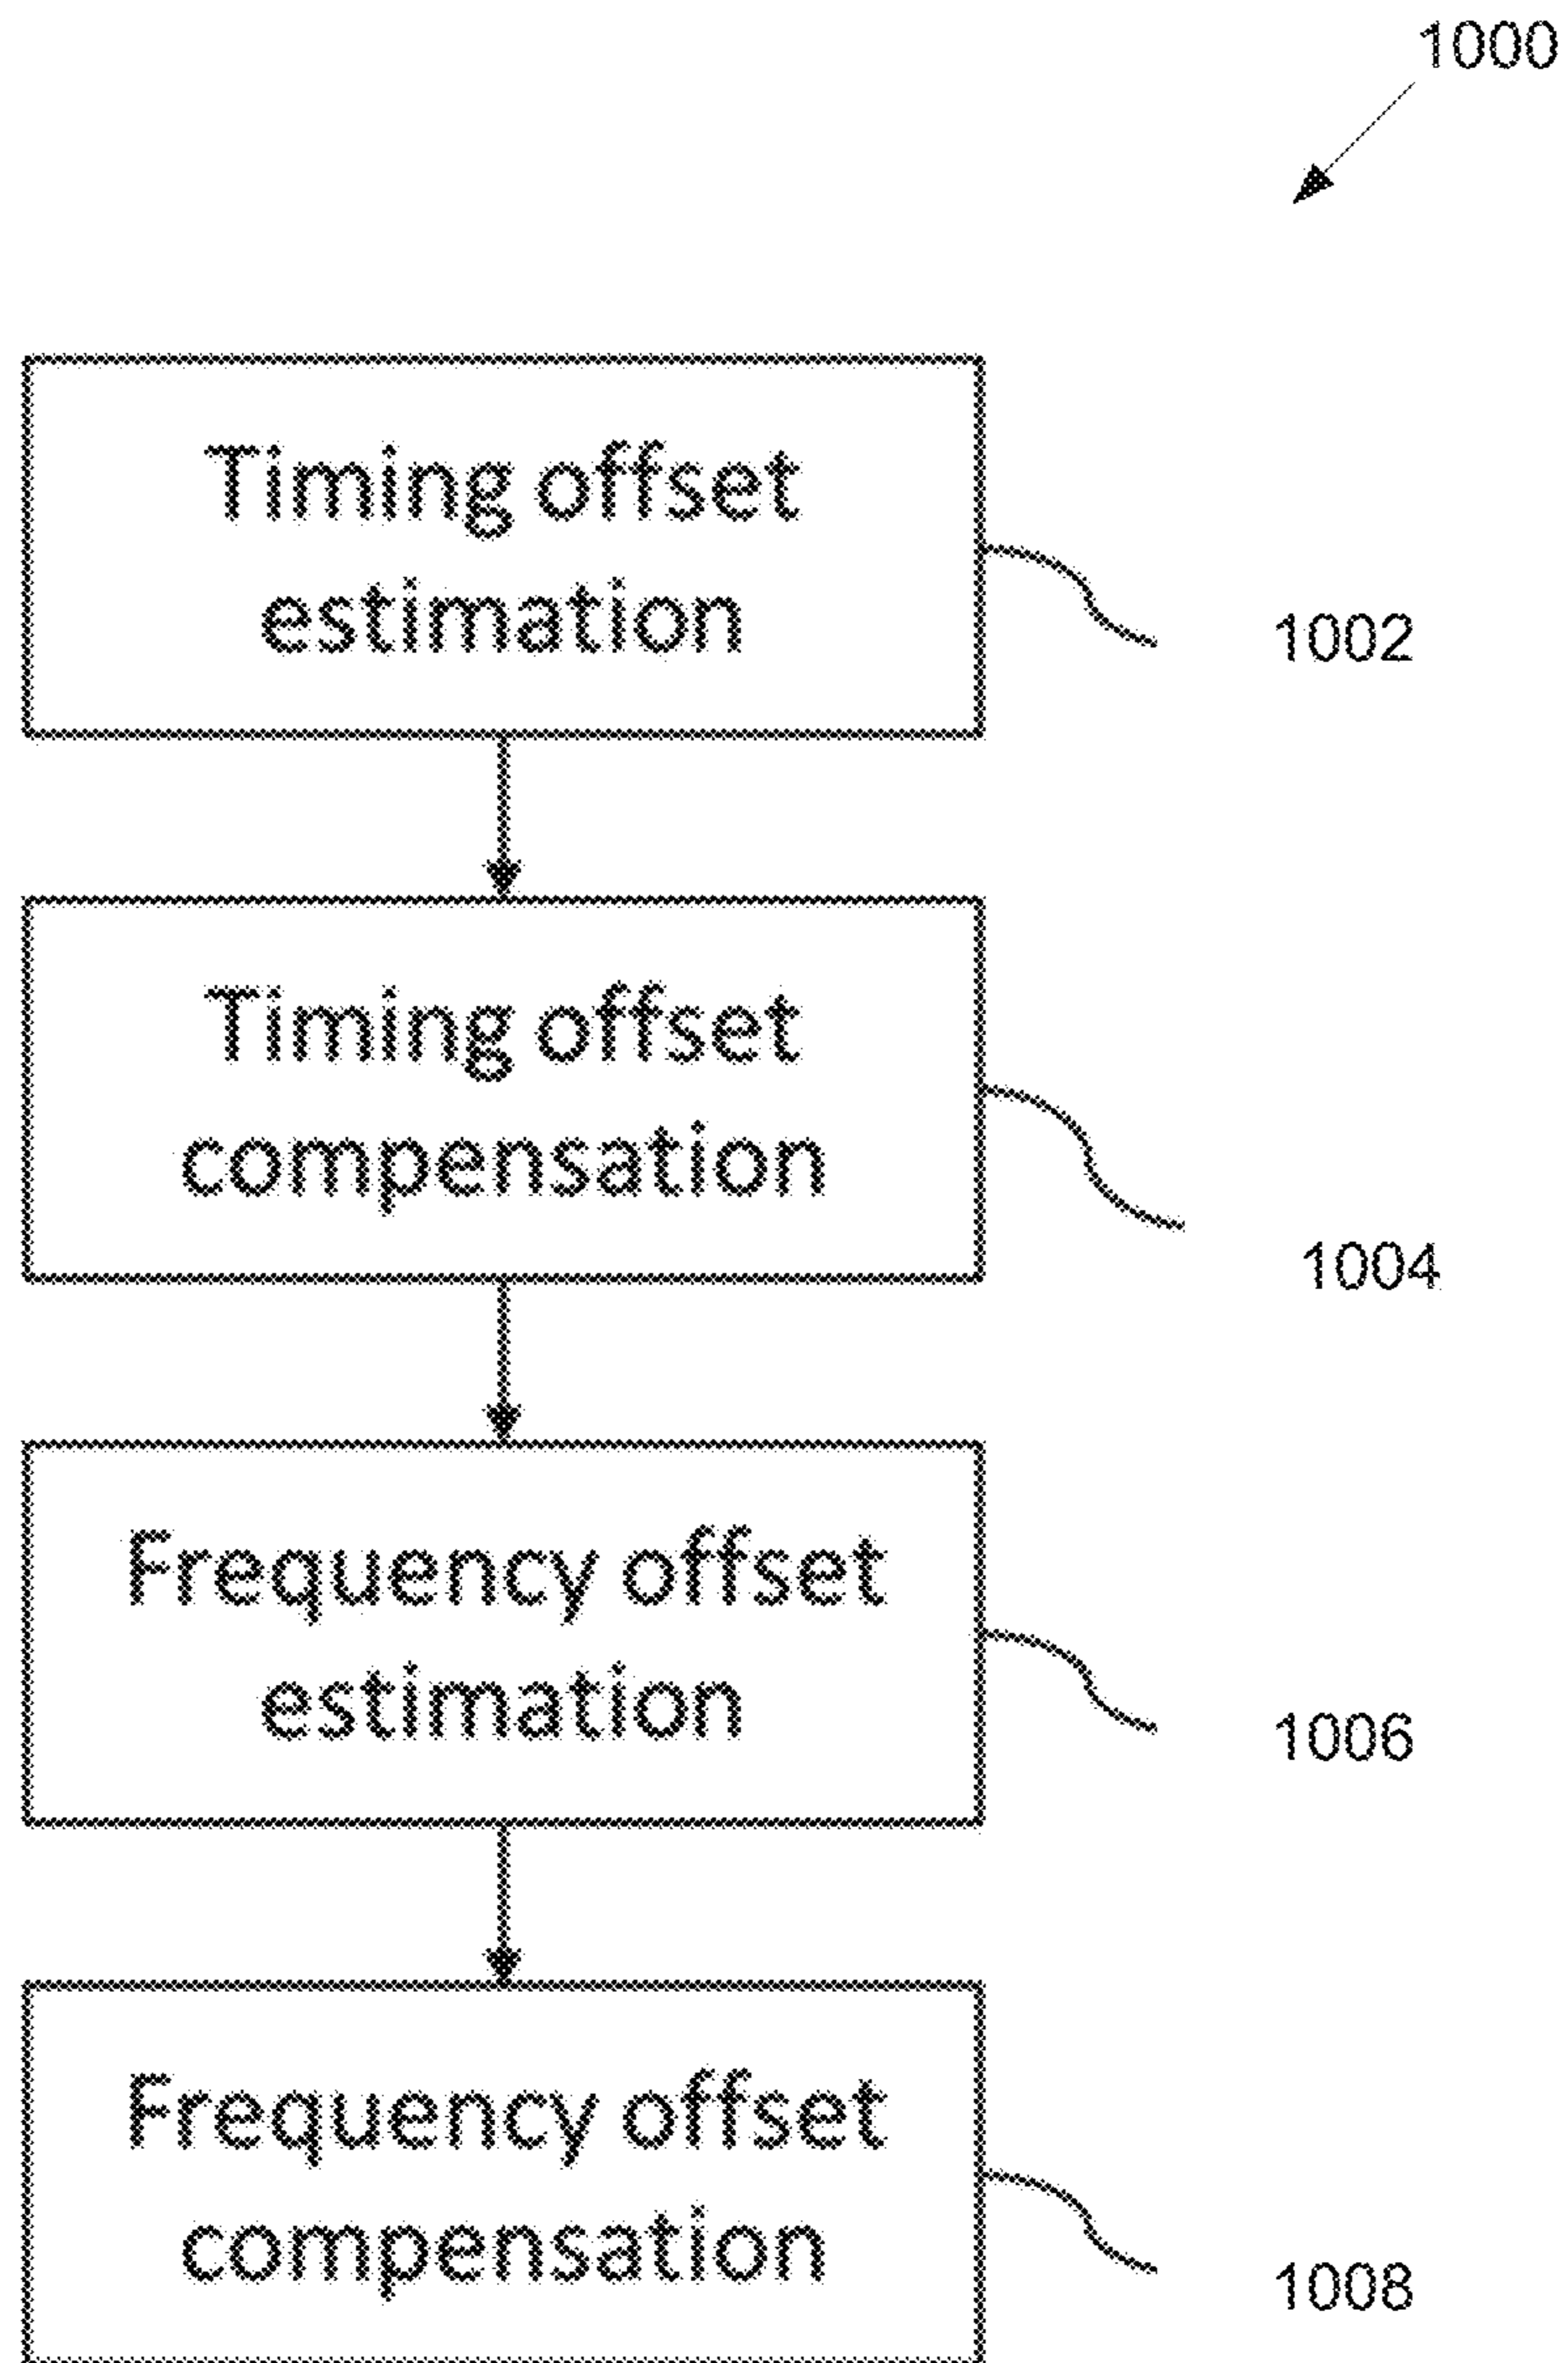 1000
Timing offset
estimation
1002
Timing offset
compensation
1004
Frequency offset
estimation
1006
Frequency offset
compensation
1008